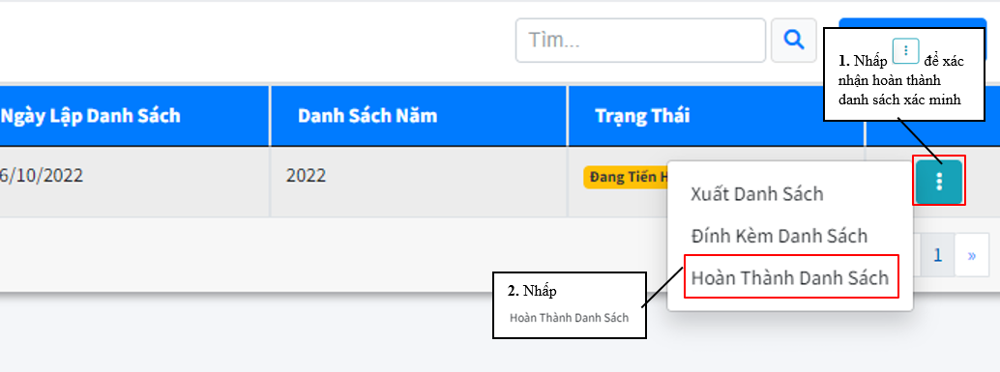 Tìm...
1. Nhấp để xác
nhận hoàn thành
danh sách xác minh
Ngày Lập Danh Sách Danh Sách Năm Trạng Thái
6/10/2022 2022 Đang Tiến H
Xuất Danh Sách
Đính Kèm Danh Sách
Hoàn Thành Danh Sách
1 »
2. Nhấp
Hoàn Thành Danh Sách